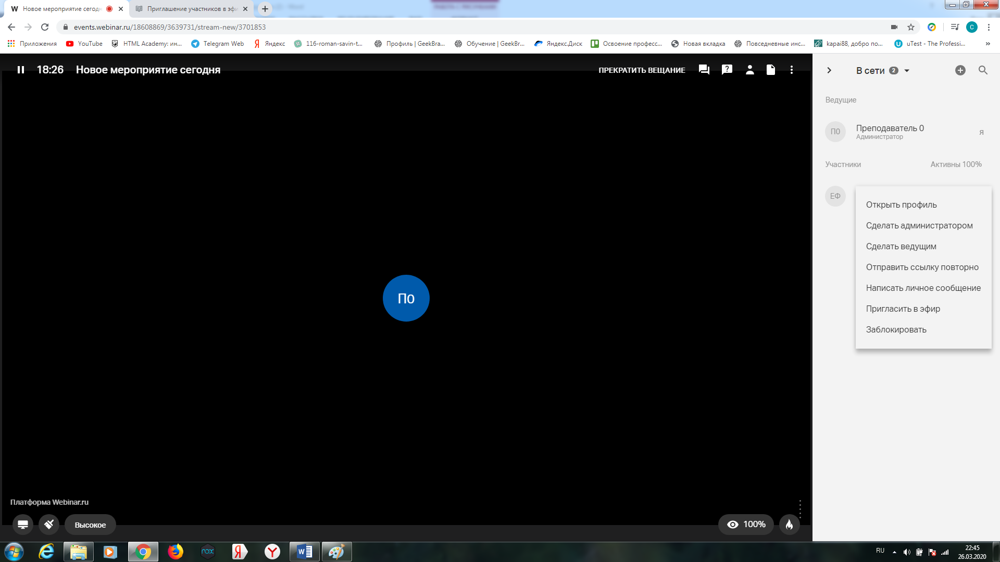 W Новое мероприятие сегодн
Приглашение участников в эфи
events.webinar.ru/18608869/3639731/stream-new/3701853
C
Приложения YouTube HTML Academy: ин... Telegram Web Яндекс 116-roman-savin-t... Профиль | GeekBra... Обучение | GeekBr... Яндекс.Диск Освоение професс... Новая вкладка Повседневные инс... kapai88, добро по... uTest - The Professi... »
18:26 Новое мероприятие сегодня
ПРЕКРАТИТЬ ВЕЩАНИЕ
В сети 2
Ведущие
П0
Преподаватель 0
Администратор
я
Участники
Активны 100%
ЕФ
Открыть профиль
Сделать администратором
Сделать ведущим
Отправить ссылку повторно
Написать личное сообщение
Пригласить в эфир
Заблокировать
П0
Платформа Webinar.ru
Высокое
100%
nox
RU
22:45
26.03.2020